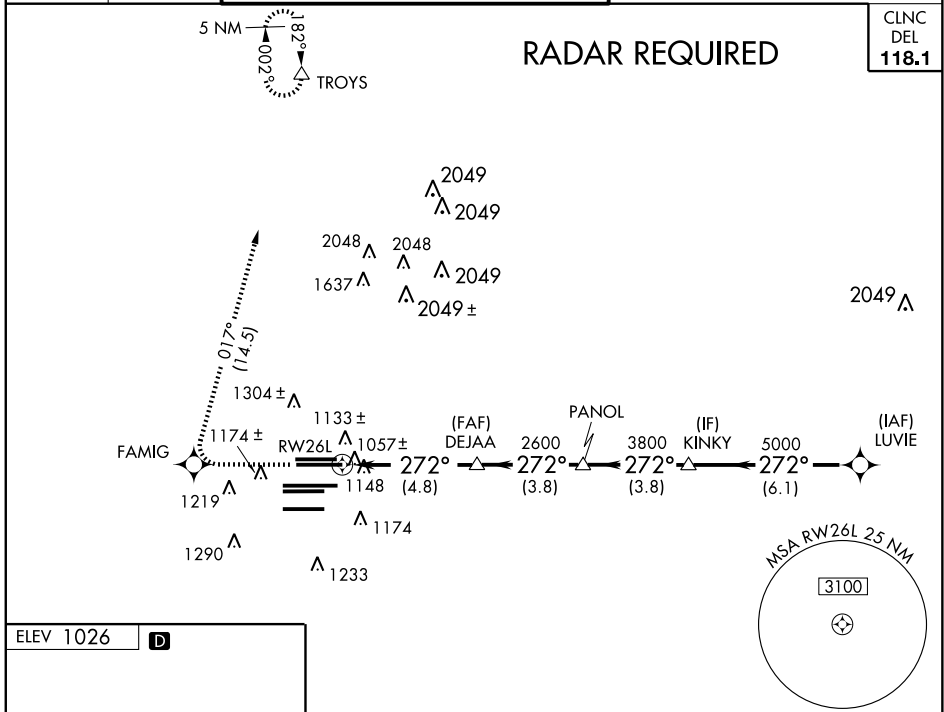 5 NM
182°
002°
TROYS
RADAR REQUIRED
CLNC
DEL
118.1
2049
2049
2048
2048
1637
2049
2049 ±
2049
017°
(14.5)
1304 ±
1133 ±
1174 ±
RW26L
1057 ±
FAMIG
1148
1219
1174
1290
1233
(FAF)
DEJAA
PANOL
(IF)
KINKY
(IAF)
LUVIE
272°
(4.8)
2600
272°
(3.8)
3800
272°
(3.8)
5000
272°
(6.1)
MSA RW26L 25 NM
3100
ELEV 1026
D